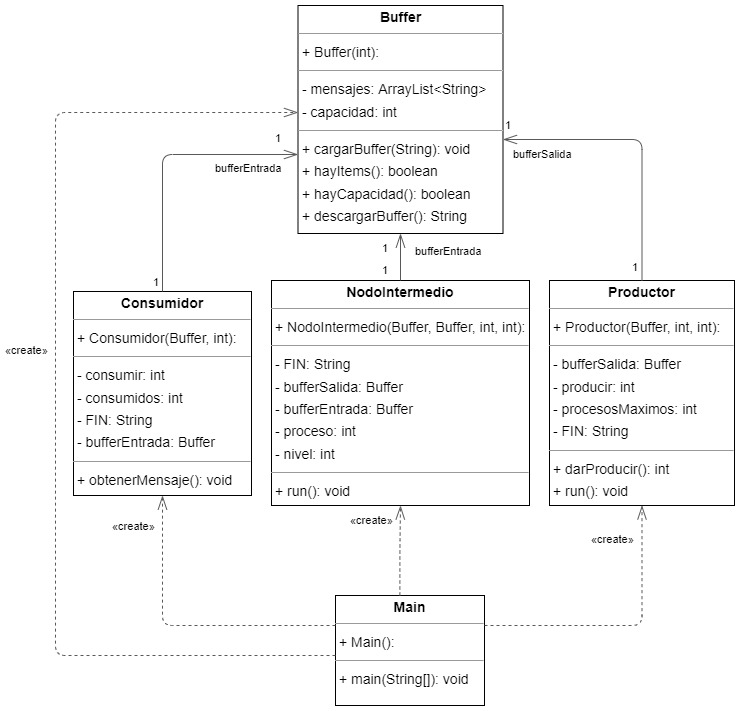 Buffer
+ Buffer(int):
- mensajes: ArrayList<String>
- capacidad: int
+ cargarBuffer(String): void
+ hayItems(): boolean
+ hayCapacidad(): boolean
+ descargarBuffer(): String
1
bufferEntrada
1
bufferSalida
1
bufferEntrada
1
1
1
Consumidor
+ Consumidor(Buffer, int):
- consumir: int
- consumidos: int
- FIN: String
- bufferEntrada: Buffer
+ obtenerMensaje(): void
NodoIntermedio
+ NodoIntermedio(Buffer, Buffer, int, int):
- FIN: String
- bufferSalida: Buffer
- bufferEntrada: Buffer
- proceso: int
- nivel: int
+ run(): void
Productor
+ Productor(Buffer, int, int):
- bufferSalida: Buffer
- producir: int
- procesosMaximos: int
- FIN: String
+ darProducir(): int
+ run(): void
«create»
«create»
«create»
«create»
Main
+ Main():
+ main(String[]): void